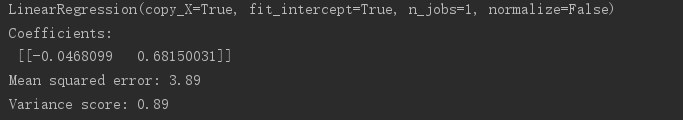 LinearRegression(copy_X=True, fit_intercept=True, n_jobs=1, normalize=False)
Coefficients:
[[-0.0468099   0.68150031]]
Mean squared error: 3.89
Variance score: 0.89